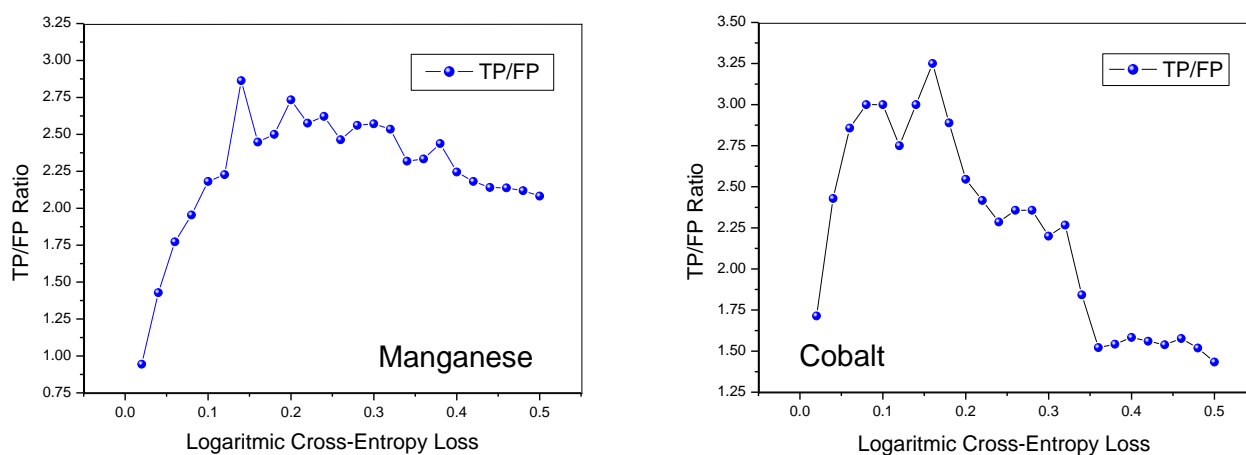 3.25
3.00
2.75
2.50
2.25
2.00
1.75
1.50
1.25
1.00
0.75
TP/FP Ratio
TP/FP
Manganese
0.0 0.1 0.2 0.3 0.4 0.5
Logaritmic Cross-Entropy Loss
3.50
3.25
3.00
2.75
2.50
2.25
2.00
1.75
1.50
1.25
TP/FP Ratio
TP/FP
Cobalt
0.0 0.1 0.2 0.3 0.4 0.5
Logaritmic Cross-Entropy Loss